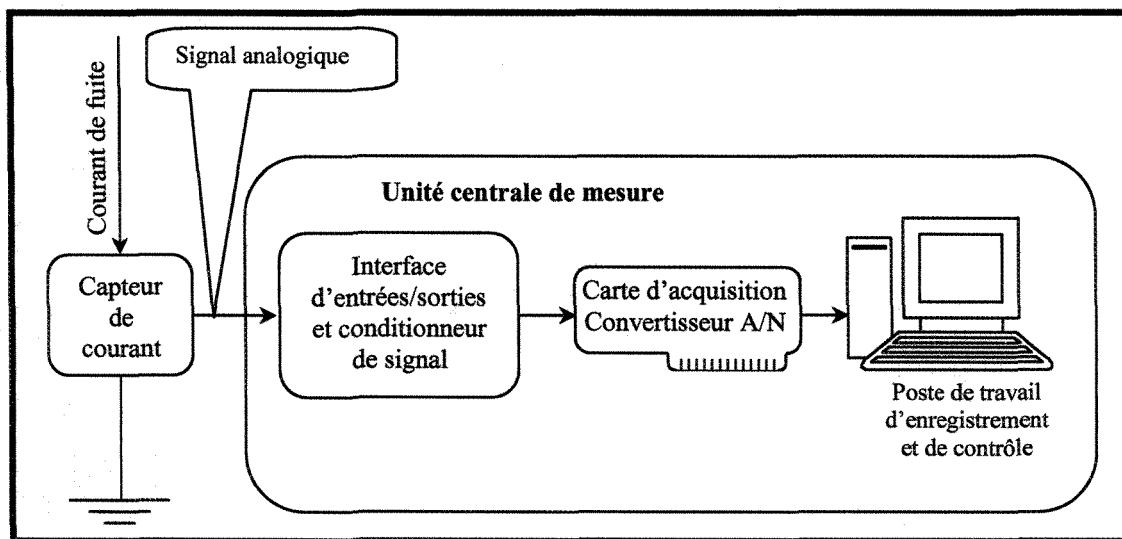 Signal analogique
Courant de fuite
Unité centrale de mesure
Capteur
de
courant
Interface
d'entrées/sorties
et conditionneur
de signal
Carte d'acquisition
Convertisseur A/N
Poste de travail
d'enregistrement
et de contrôle